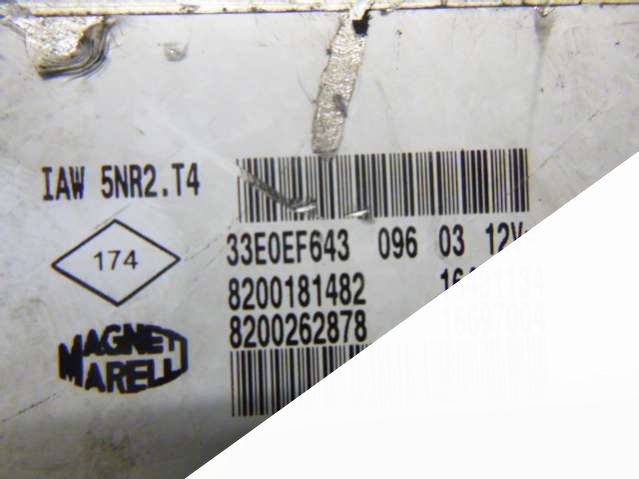 IAW 5NR2.T4
174
33E0EF643 096 03 12V
8200181482
8200262878
MAGNETI
MARELLI